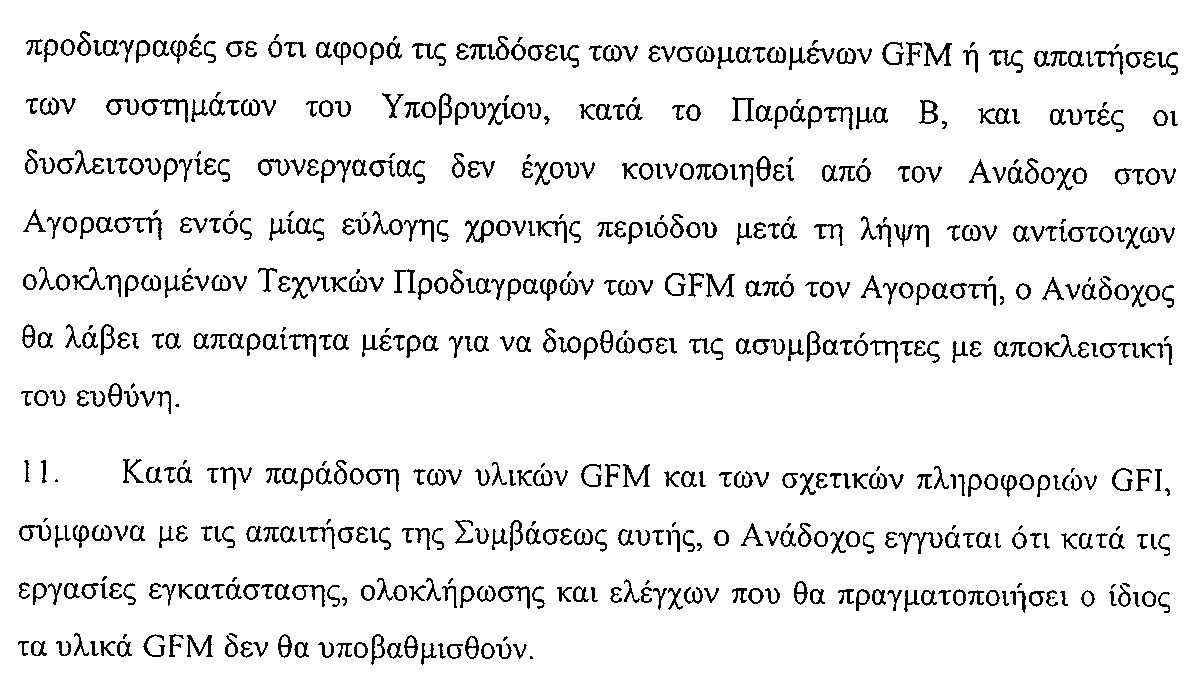 προδιαγραφές σε ότι αφορά τις επιδόσεις των ενσωματωμένων GFM ή τις απαιτήσεις
των συστημάτων του Υποβρυχίου, κατά το Παράρτημα Β, και αυτές οι
δυσλειτουργίες συνεργασίας δεν έχουν κοινοποιηθεί από τον Ανάδοχο στον
Αγοραστή εντός μίας εύλογης χρονικής περιόδου μετά τη λήψη των αντίστοιχων
ολοκληρωμένων Τεχνικών Προδιαγραφών των GFM από τον Αγοραστή, ο Ανάδοχος
θα λάβει τα απαραίτητα μέτρα για να διορθώσει τις ασυμβατότητες με αποκλειστική
του ευθύνη.
11. Κατά την παράδοση των υλικών GFM και των σχετικών πληροφοριών GFI,
σύμφωνα με τις απαιτήσεις της Συμβάσεως αυτής, ο Ανάδοχος εγγυάται ότι κατά τις
εργασίες εγκατάστασης, ολοκλήρωσης και ελέγχων που θα πραγματοποιήσει ο ίδιος
τα υλικά GFM δεν θα υποβαθμισθούν.